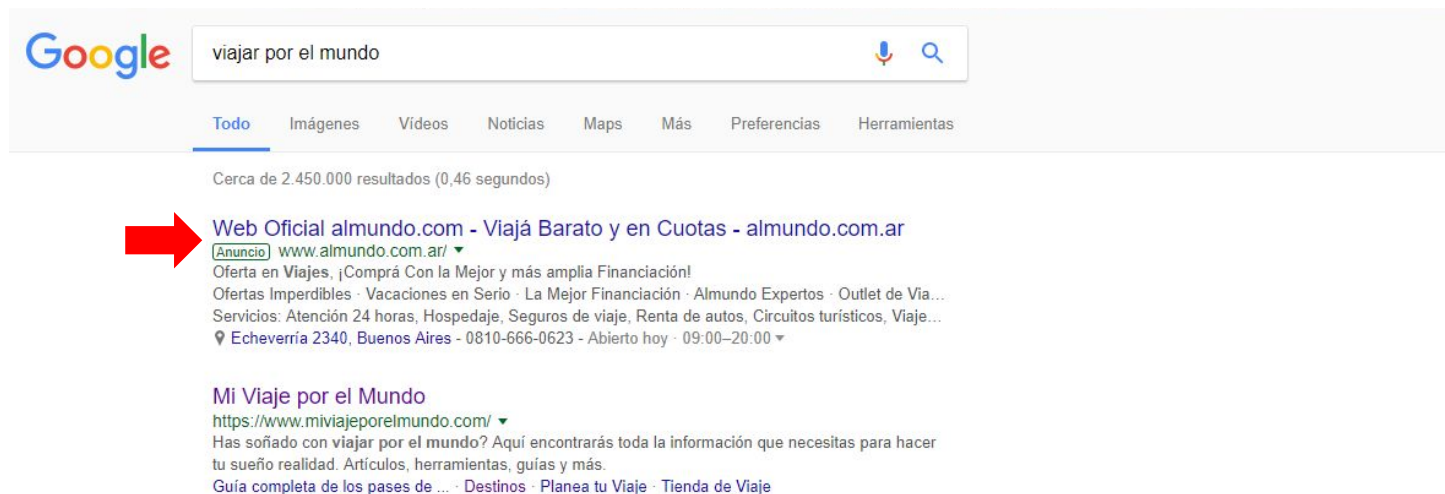 Google
viajar por el mundo
Todo Imágenes Vídeos Noticias Maps Más Preferencias Herramientas
Cerca de 2.450.000 resultados (0,46 segundos)
Web Oficial almundo.com - Viajá Barato y en Cuotas - almundo.com.ar
Anuncio www.almundo.com.ar/
Oferta en Viajes, ¡Comprá Con la Mejor y más amplia Financiación!
Ofertas Imperdibles · Vacaciones en Serio · La Mejor Financiación · Almundo Expertos · Outlet de Via...
Servicios: Atención 24 horas, Hospedaje, Seguros de viaje, Renta de autos, Circuitos turísticos, Viaje...
Echeverría 2340, Buenos Aires - 0810-666-0623 - Abierto hoy · 09:00–20:00
Mi Viaje por el Mundo
https://www.miviajeporelmundo.com/
Has soñado con viajar por el mundo? Aquí encontrarás toda la información que necesitas para hacer
tu sueño realidad. Artículos, herramientas, guías y más.
Guía completa de los pases de ... · Destinos · Planea tu Viaje · Tienda de Viaje